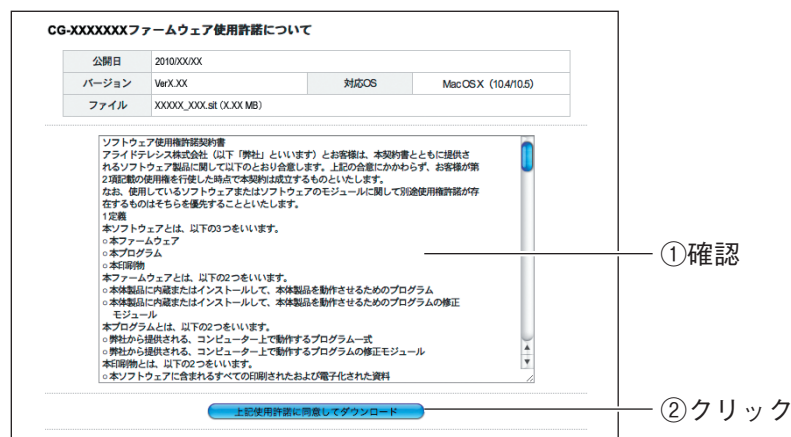 CG-XXXXXXXファームウェア使用許諾について
公開日 2010/XX/XX
バージョン VerX.XX 対応OS Mac OS X (10.4/10.5)
ファイル XXXXX_XXX.sit (X.XX MB)
ソフトウェア使用権許諾契約書
アライドテレシス株式会社（以下「弊社」といいます）とお客様は、本契約書とともに提供さ
れるソフトウェア製品に関して以下のとおり合意します。上記の合意にかかわらず、お客様が第
2項記載の使用権を行使した時点で本契約は成立するものといたします。
なお、使用しているソフトウェアまたはソフトウェアのモジュールに関して別途使用権許諾が存
在するものはそちらを優先することといたします。
1定義
本ソフトウェアとは、以下の3つをいいます。
○本ファームウェア
○本プログラム
○本印刷物
本ファームウェアとは、以下の2つをいいます。
○本体製品に内蔵またはインストールして、本体製品を動作させるためのプログラム
○本体製品に内蔵またはインストールして、本体製品を動作させるためのプログラムの修正
モジュール
本プログラムとは、以下の2つをいいます。
○弊社から提供される、コンピューター上で動作するプログラム一式
○弊社から提供される、コンピューター上で動作するプログラムの修正モジュール
本印刷物とは、以下の2つをいいます。
○本ソフトウェアに含まれるすべての印刷されたおよび電子化された資料
①確認
上記使用許諾に同意してダウンロード
②クリック